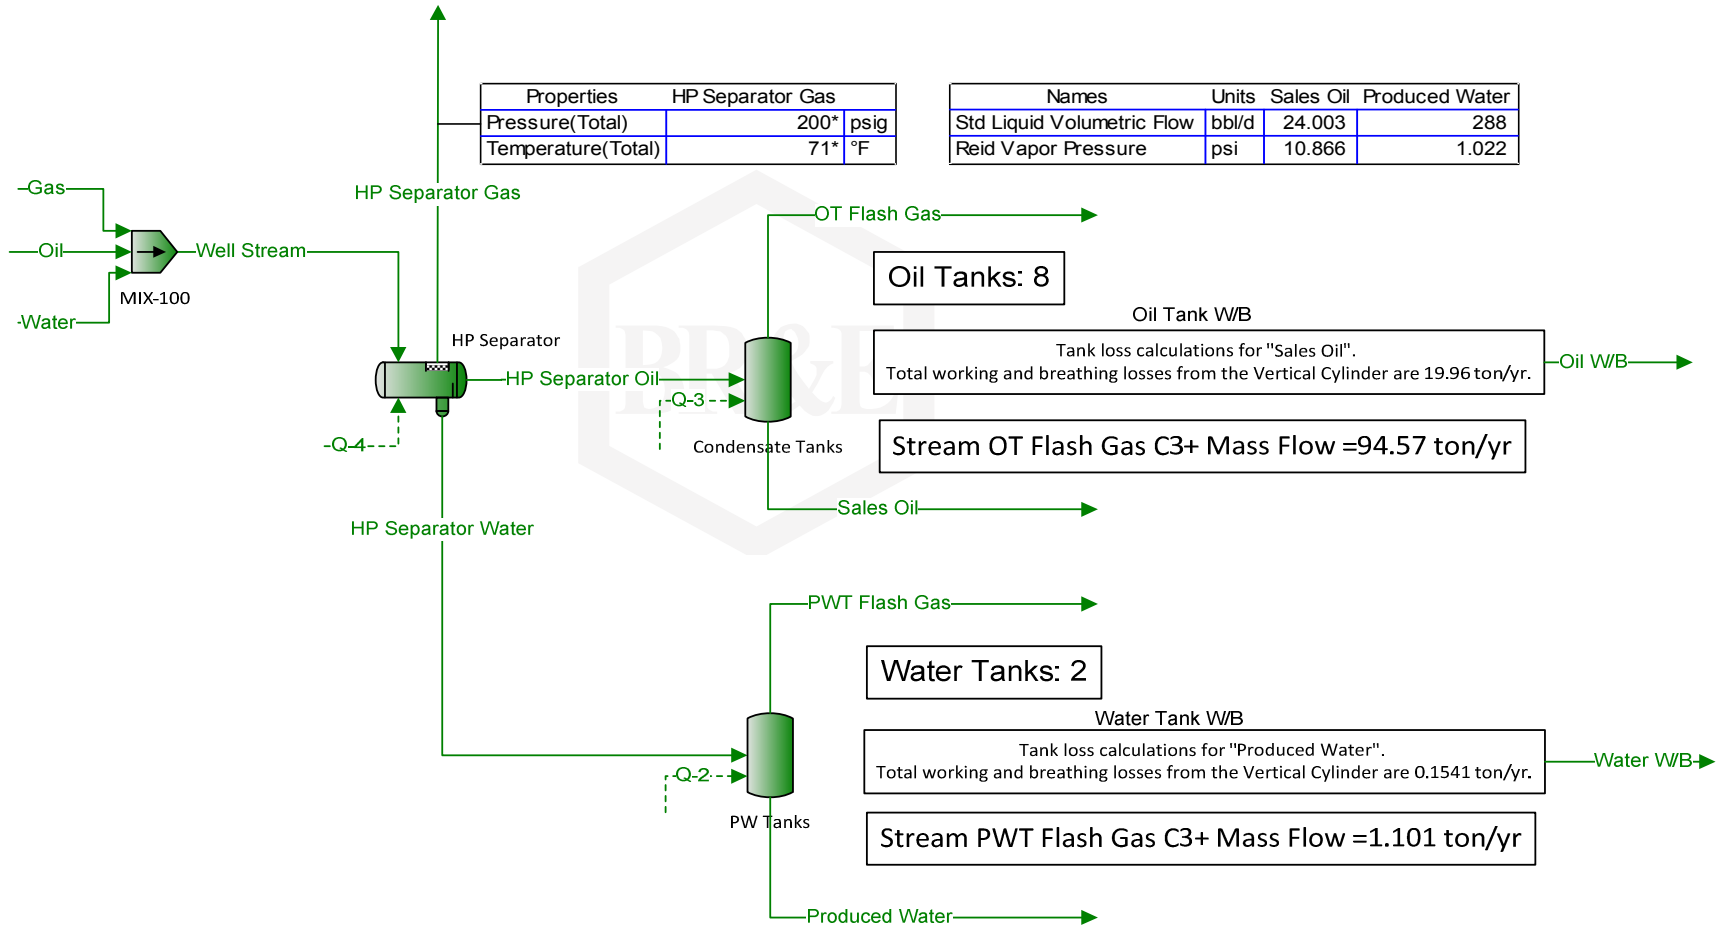 Properties HP Separator Gas
Pressure(Total) 200* psig
Temperature(Total) 71* °F
Names Units Sales Oil Produced Water
Std Liquid Volumetric Flow bbl/d 24.003 288
Reid Vapor Pressure psi 10.866 1.022
HP Separator Gas
Gas
Oil
Water
Well Stream
MIX-100
OT Flash Gas
Oil Tanks: 8
Oil Tank W/B
Tank loss calculations for "Sales Oil".
Total working and breathing losses from the Vertical Cylinder are 19.96 ton/yr.
Oil W/B
HP Separator
HP Separator Oil
Q-3
Q-4
BR&E
Condensate Tanks
Stream OT Flash Gas C3+ Mass Flow =94.57 ton/yr
Sales Oil
HP Separator Water
PWT Flash Gas
Water Tanks: 2
Water Tank W/B
Tank loss calculations for "Produced Water".
Total working and breathing losses from the Vertical Cylinder are 0.1541 ton/yr.
Water W/B
Q-2
PW Tanks
Stream PWT Flash Gas C3+ Mass Flow =1.101 ton/yr
Produced Water